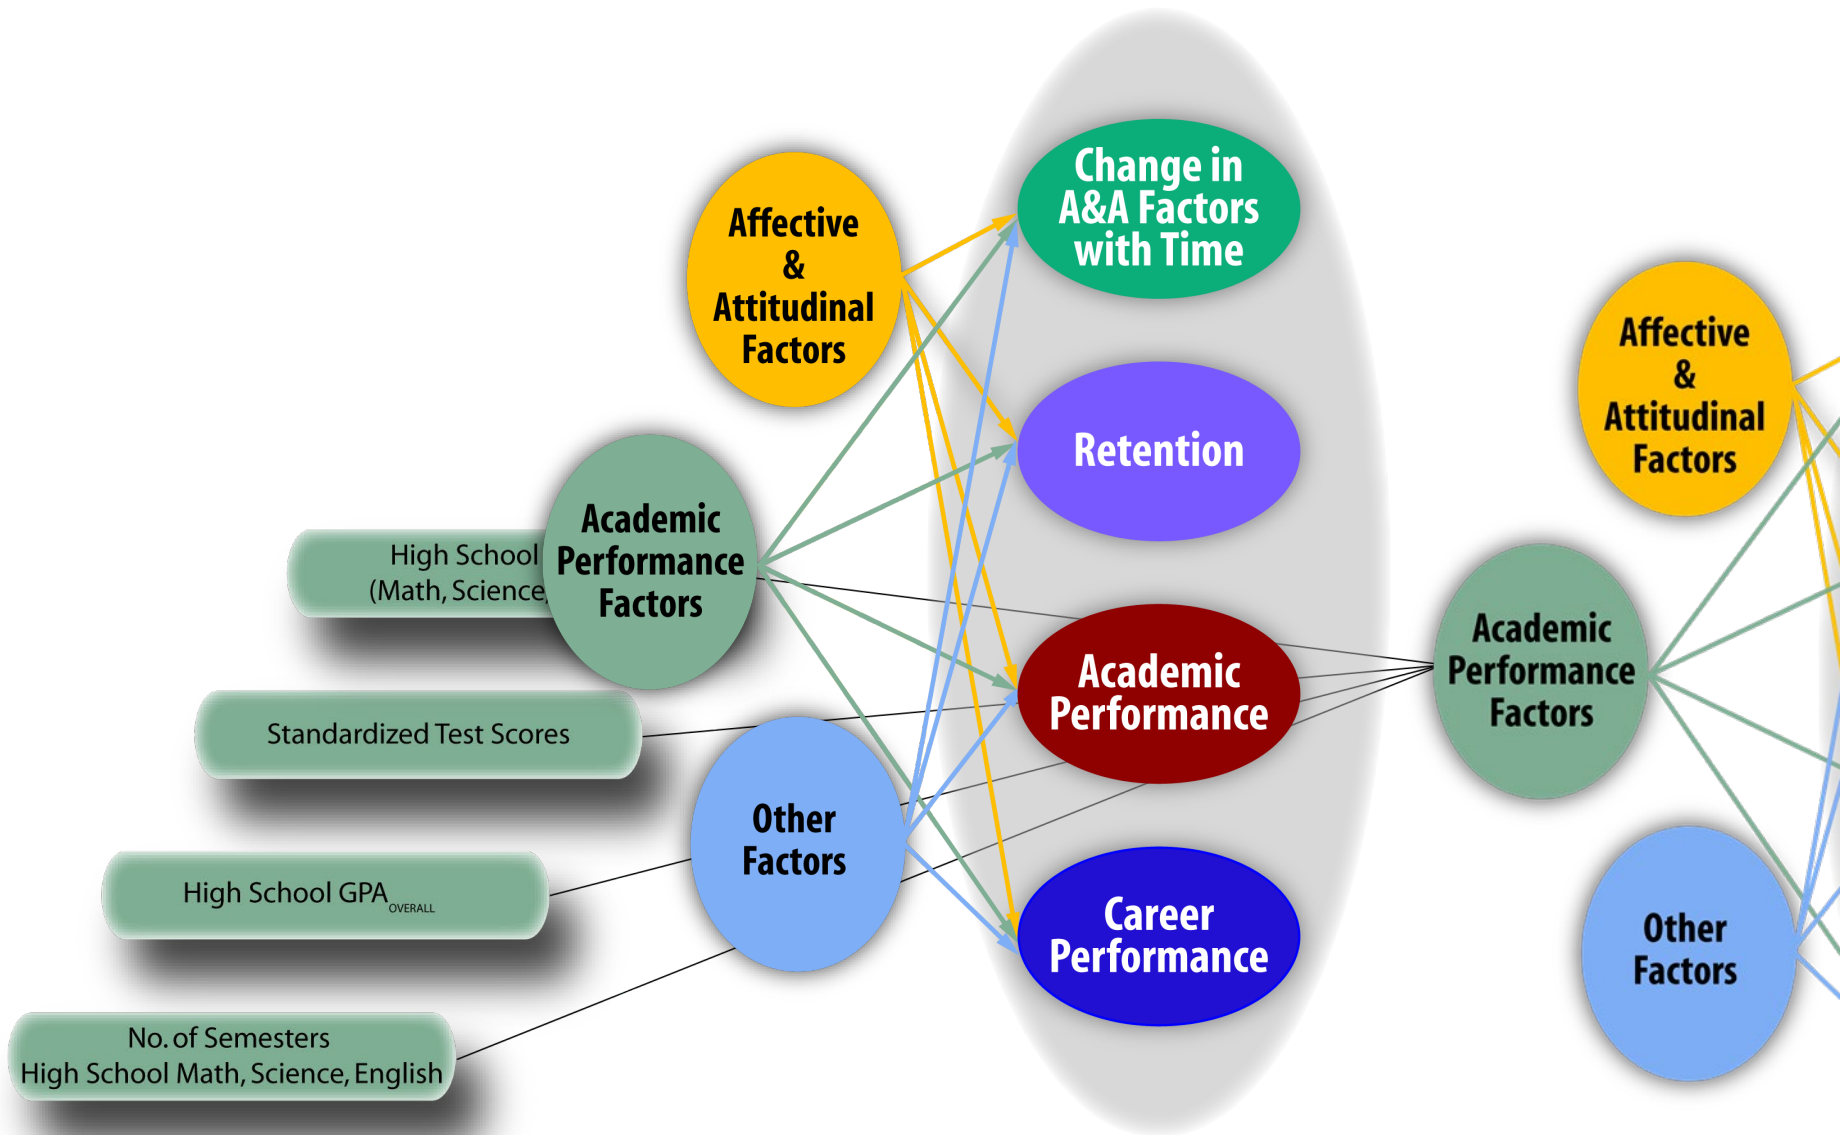 Change in
A&A Factors
with Time
Affective
&
Attitudinal
Factors
Retention
Academic
Performance
Factors
High School
(Math, Science,
Academic
Performance
Standardized Test Scores
Other
Factors
High School GPA OVERALL
Career
Performance
No. of Semesters
High School Math, Science, English
Affective
&
Attitudinal
Factors
Academic
Performance
Factors
Other
Factors